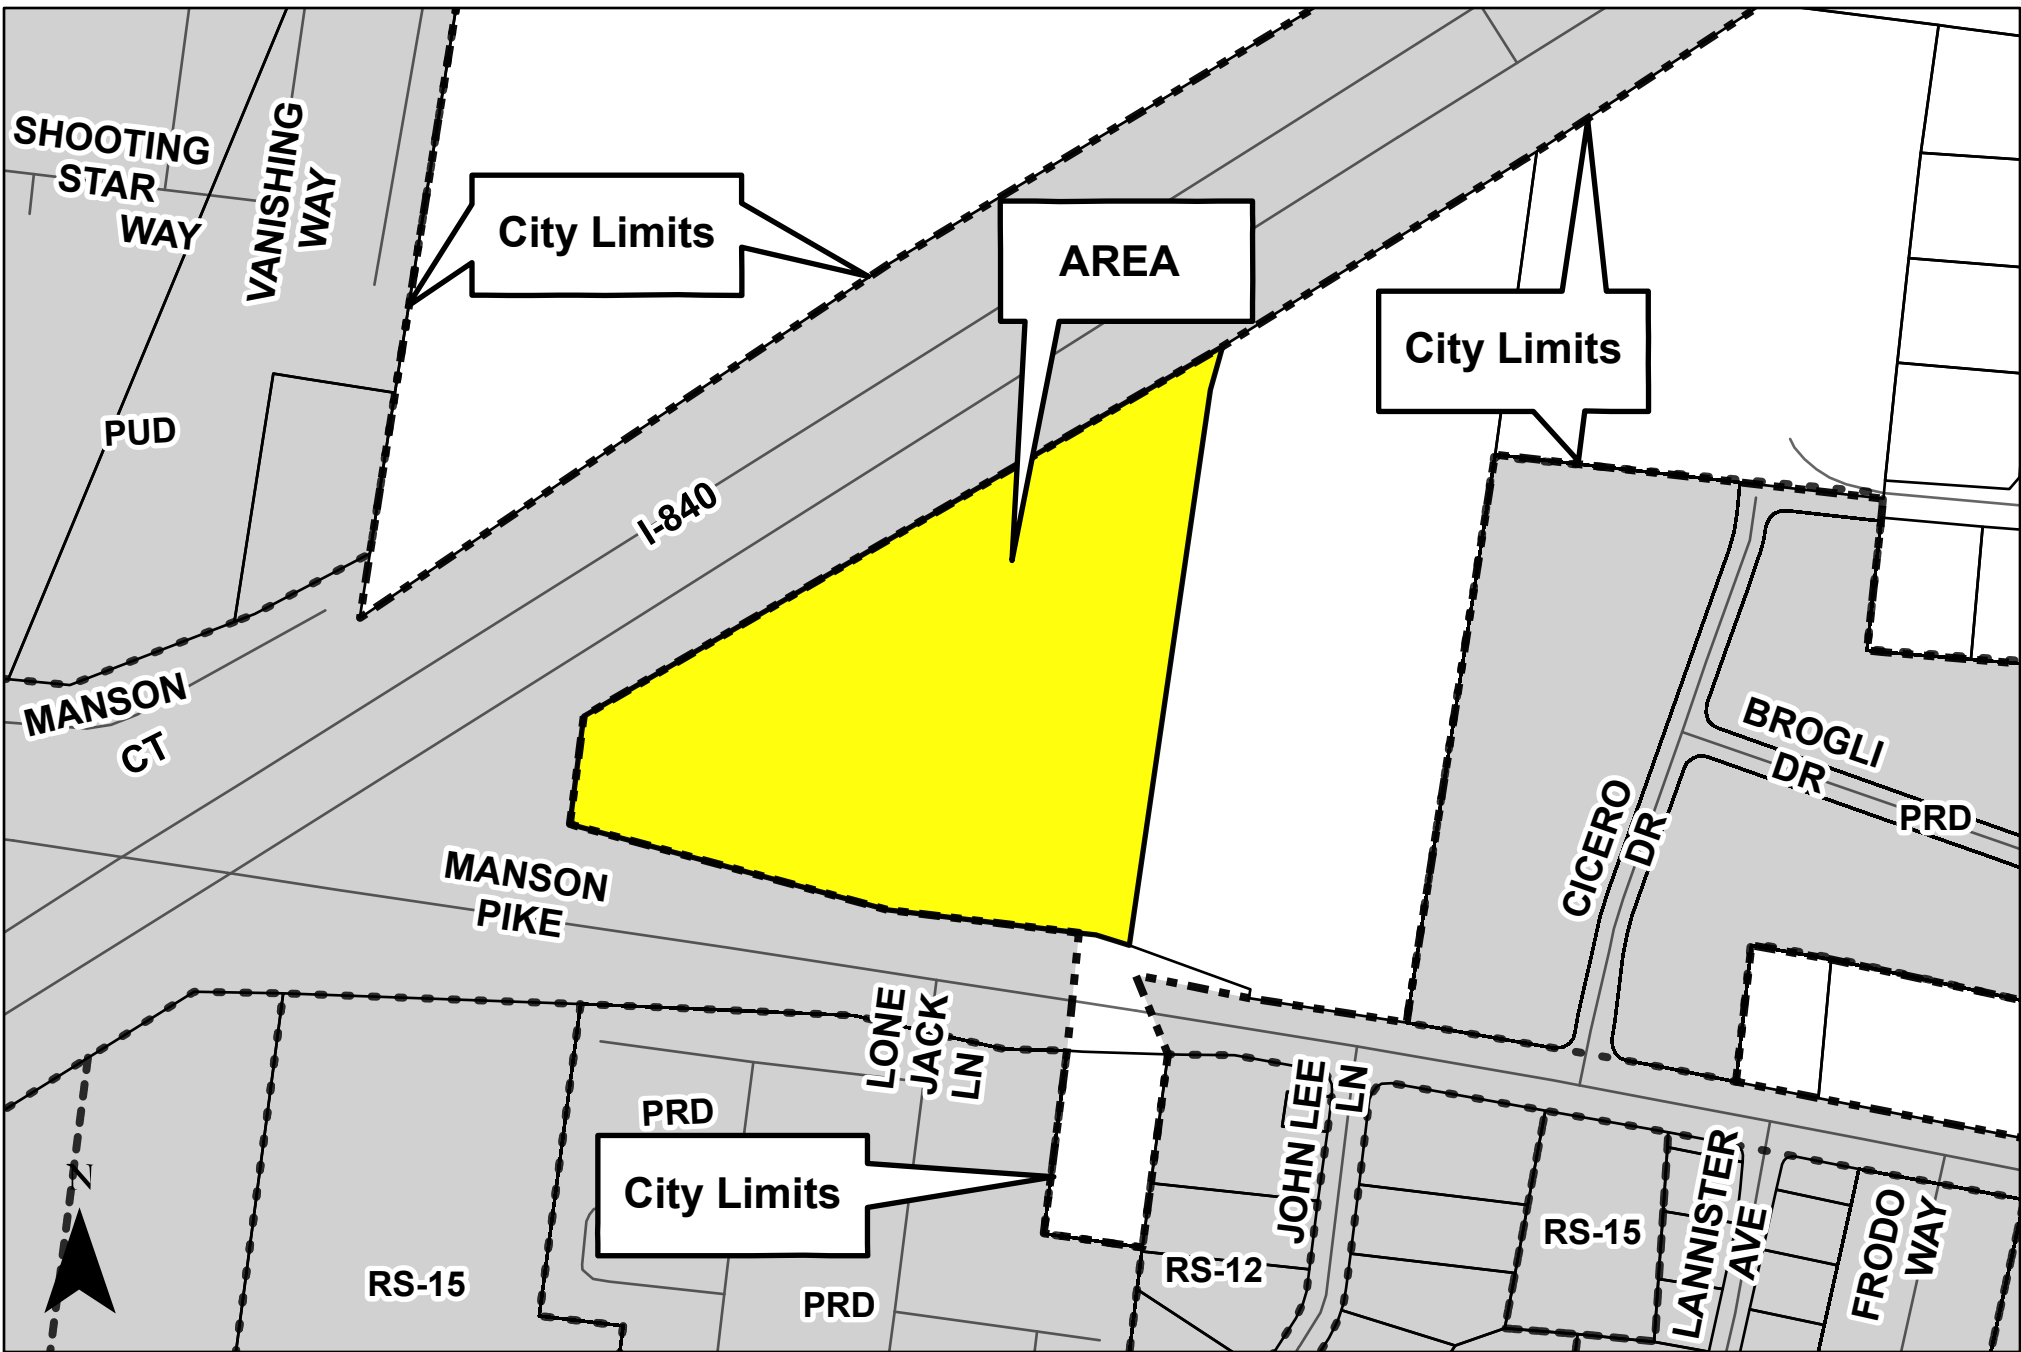 SHOOTING
STAR
WAY
VANISHING
WAY
City Limits
AREA
City Limits
PUD
I-840
MANSON
CT
BROGLI
DR
PRD
CICERO
DR
MANSON
PIKE
LONE
JACK
LN
JOHN LEE
LN
PRD
City Limits
N
RS-15
PRD
RS-12
RS-15
LANNISTER
AVE
FRODO
WAY